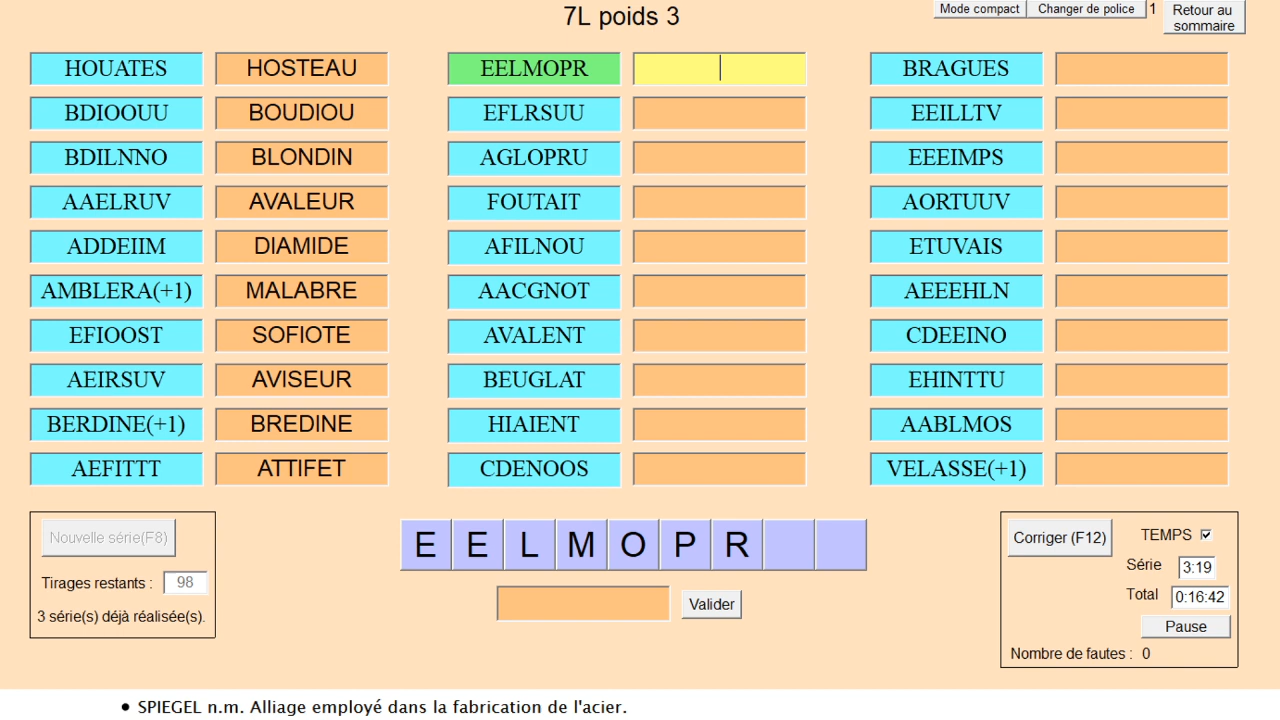 7L poids 3
Mode compact
Changer de police
1
Retour au
sommaire
HOUATES HOSTEAU EELMOPR BRAGUES
BDIOOUU BOUDIOU EFLRSUU EEILLTV
BDILNNO BLONDIN AGLOPRU EEEIMPS
AAELRUV AVALEUR FOUTAIT AORTUUV
ADDEIIM DIAMIDE AFILNOU ETUVAIS
AMBLERA(+1) MALABRE AACGNOT AEEEHLN
EFIOOST SOFIOTE AVALENT CDEEINO
AEIRSUV AVISEUR BEUGLAT EHINTTU
BERDINE(+1) BREDINE HIAIENT AABLMOS
AEFITTT ATTIFET CDENOOS VELASSE(+1)
Nouvelle série(F8)
Tirages restants : 98
3 série(s) déjà réalisée(s).
E E L M O P R
Valider
Corriger (F12)
TEMPS
Série 3:19
Total 0:16:42
Pause
Nombre de fautes : 0
• SPIEGEL n.m. Alliage employé dans la fabrication de l'acier.